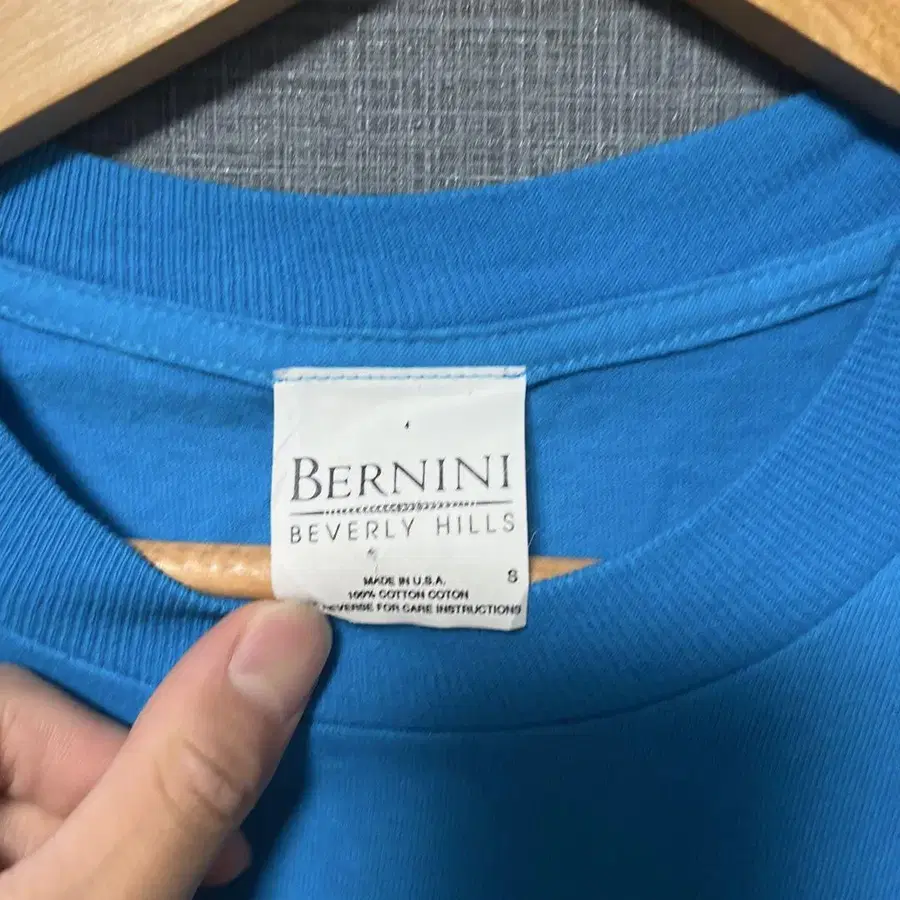 BERNINI
BEVERLY HILLS
S
MADE IN U.S.A.
100% COTTON COTON
REVERSE FOR CARE INSTRUCTIONS